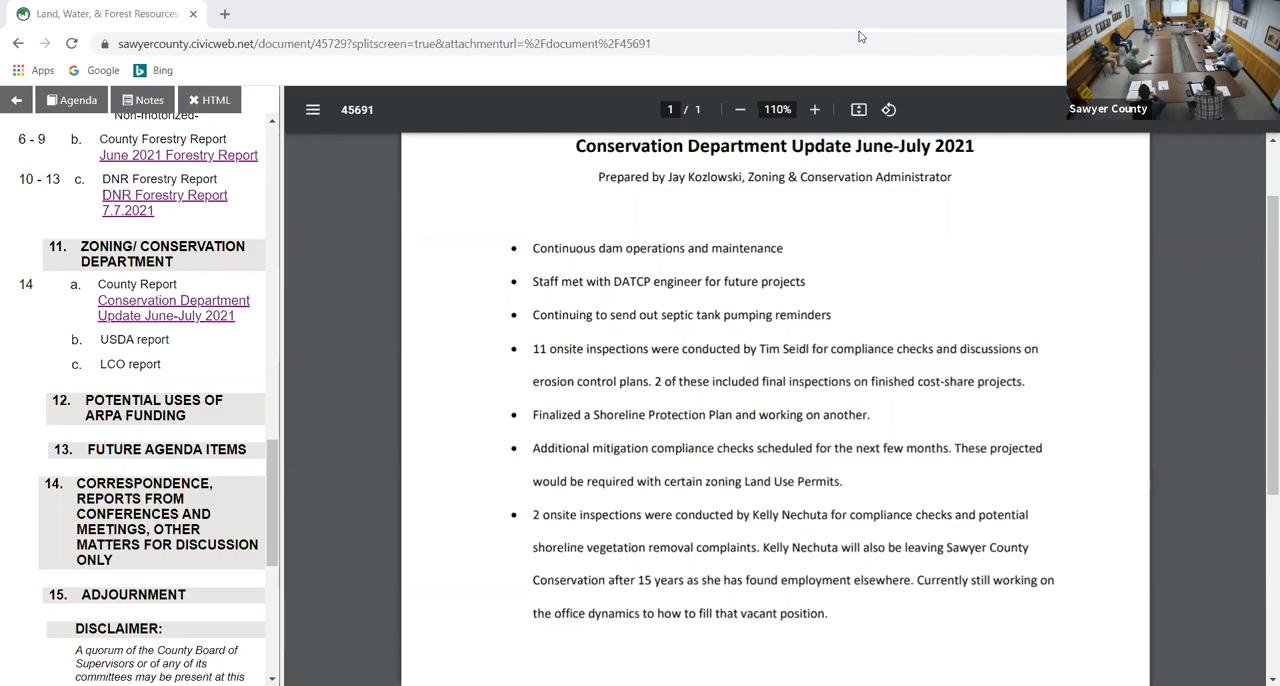 Land, Water, & Forest Resources
sawyercounty.civicweb.net/document/45729?splitscreen=true&attachmenturl=%2Fdocument%2F45691
Apps
Google
Bing
Sawyer County
Agenda
Notes
HTML
45691
1 / 1
110%
Non-motorized-
6 - 9 b. County Forestry Report
June 2021 Forestry Report
10 - 13 c. DNR Forestry Report
DNR Forestry Report
7.7.2021
11. ZONING/ CONSERVATION
DEPARTMENT
14 a. County Report
Conservation Department
Update June-July 2021
b. USDA report
c. LCO report
12. POTENTIAL USES OF
ARPA FUNDING
13. FUTURE AGENDA ITEMS
14. CORRESPONDENCE,
REPORTS FROM
CONFERENCES AND
MEETINGS, OTHER
MATTERS FOR DISCUSSION
ONLY
15. ADJOURNMENT
DISCLAIMER:
A quorum of the County Board of
Supervisors or of any of its
committees may be present at this
Conservation Department Update June-July 2021
Prepared by Jay Kozlowski, Zoning & Conservation Administrator
• Continuous dam operations and maintenance
• Staff met with DATCP engineer for future projects
• Continuing to send out septic tank pumping reminders
• 11 onsite inspections were conducted by Tim Seidl for compliance checks and discussions on
erosion control plans. 2 of these included final inspections on finished cost-share projects.
• Finalized a Shoreline Protection Plan and working on another.
• Additional mitigation compliance checks scheduled for the next few months. These projected
would be required with certain zoning Land Use Permits.
• 2 onsite inspections were conducted by Kelly Nechuta for compliance checks and potential
shoreline vegetation removal complaints. Kelly Nechuta will also be leaving Sawyer County
Conservation after 15 years as she has found employment elsewhere. Currently still working on
the office dynamics to how to fill that vacant position.